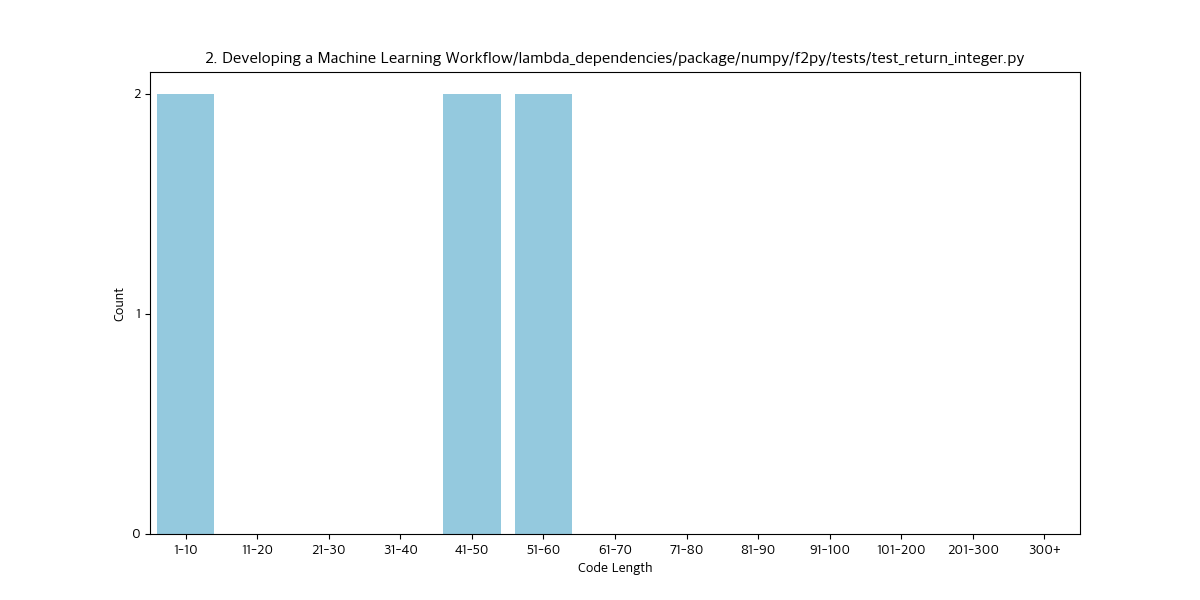 2. Developing a Machine Learning Workflow/lambda_dependencies/package/numpy/f2py/tests/test_return_integer.py
2
1
0
Count
1-10 11-20 21-30 31-40 41-50 51-60 61-70 71-80 81-90 91-100 101-200 201-300 300+
Code Length